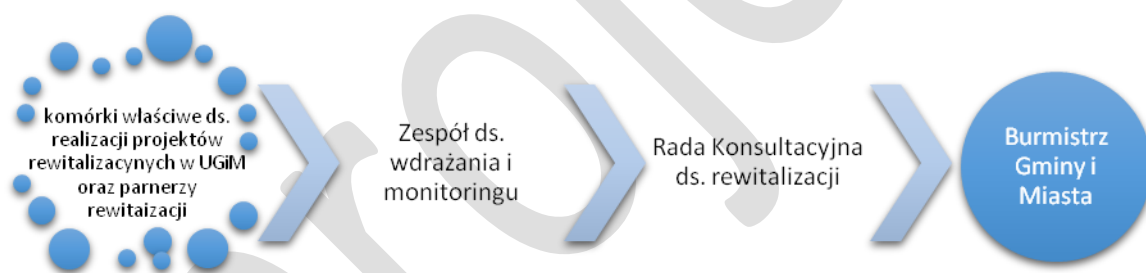 komórki właściwe ds.
realizacji projektów
rewitalizacynych w UGiM
oraz parnerzy
rewitaizacji
Zespół ds.
wdrażania i
monitoringu
Rada Konsultacyjna
ds. rewitalizacji
Burmistrz
Gminy i
Miasta